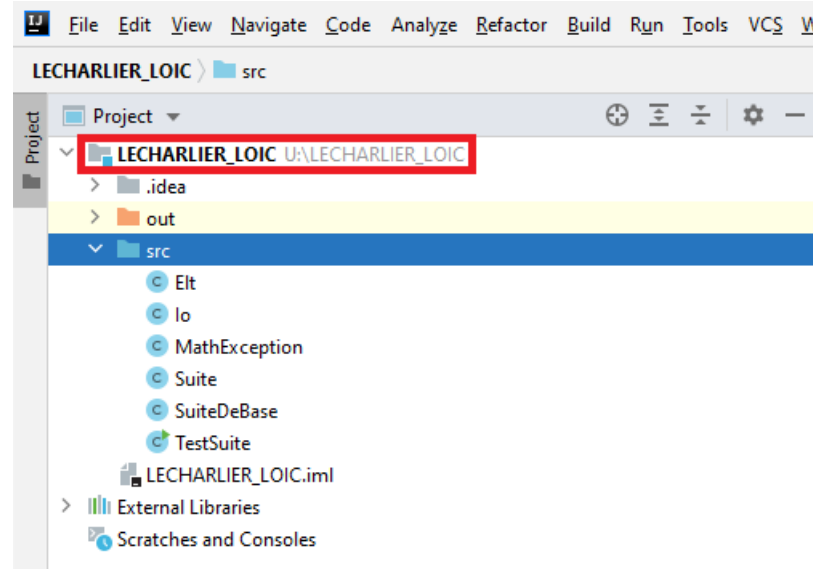 IJ File Edit View Navigate Code Analyze Refactor Build Run Tools VCS
LECHARLIER_LOIC src
Project
Project
LECHARLIER_LOIC U:\LECHARLIER_LOIC
.idea
out
src
C Elt
C Io
C MathException
C Suite
C SuiteDeBase
C TestSuite
LECHARLIER_LOIC.iml
External Libraries
Scratches and Consoles